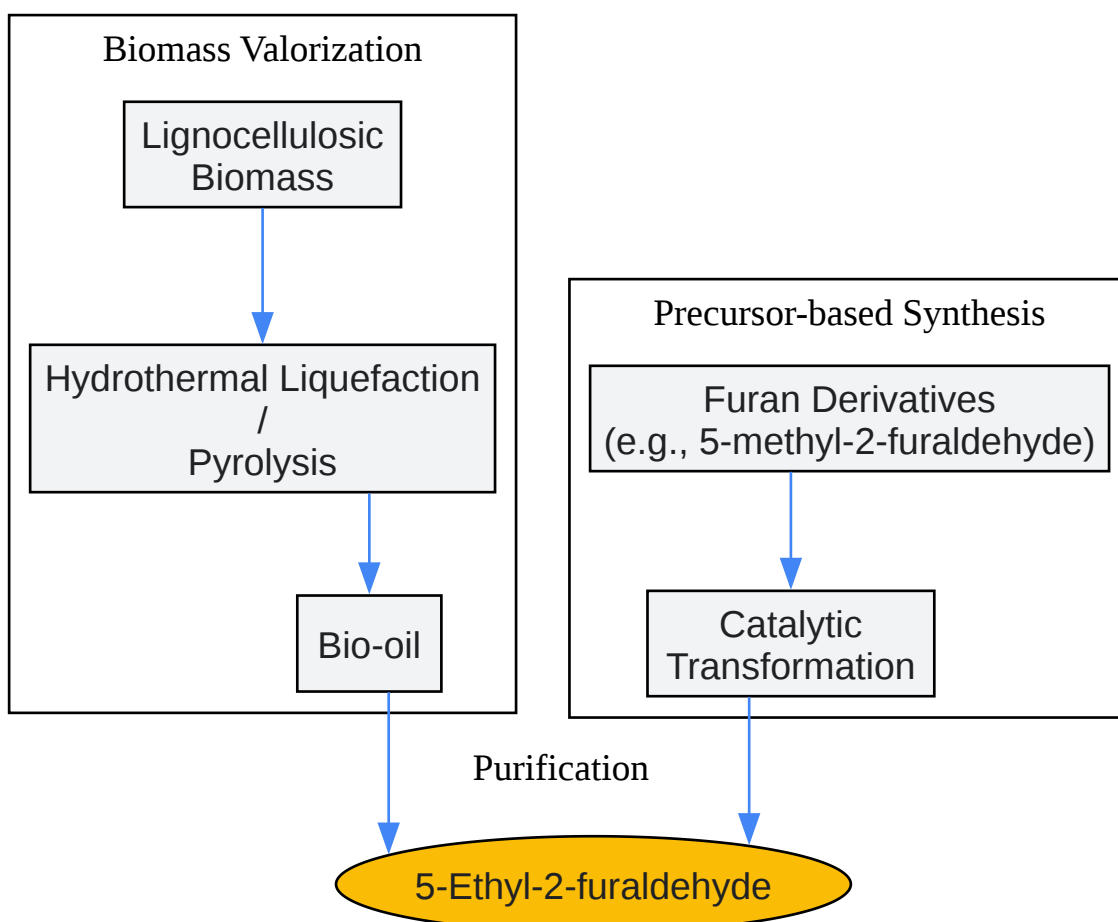 Biomass Valorization
Lignocellulosic
Biomass
Hydrothermal Liquefaction
/
Pyrolysis
Bio-oil
Precursor-based Synthesis
Furan Derivatives
(e.g., 5-methyl-2-furaldehyde)
Catalytic
Transformation
Purification
5-Ethyl-2-furaldehyde